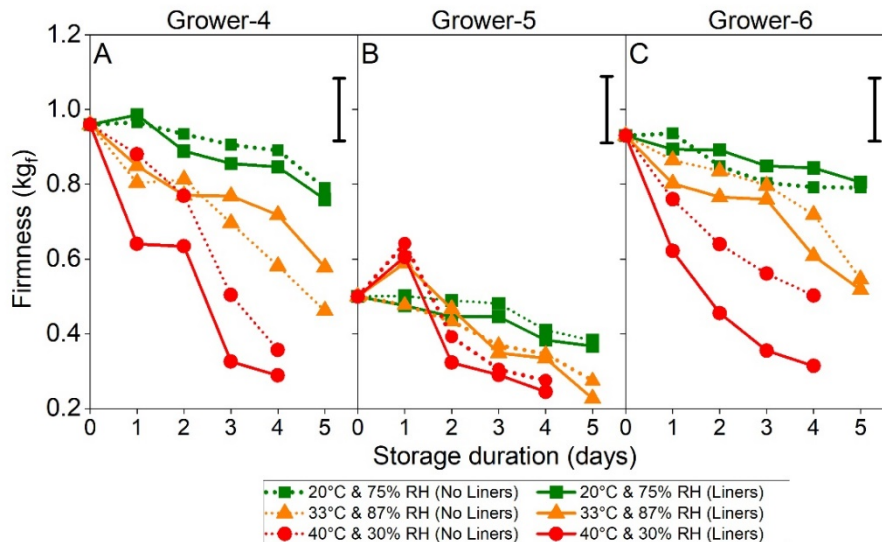 Grower-4 Grower-5 Grower-6
A B C
1.2
1.0
0.8
0.6
0.4
0.2
Firmness (kgf)
0 1 2 3 4 5 0 1 2 3 4 5 0 1 2 3 4 5
Storage duration (days)
20°C & 75% RH (No Liners) 20°C & 75% RH (Liners)
33°C & 87% RH (No Liners) 33°C & 87% RH (Liners)
40°C & 30% RH (No Liners) 40°C & 30% RH (Liners)